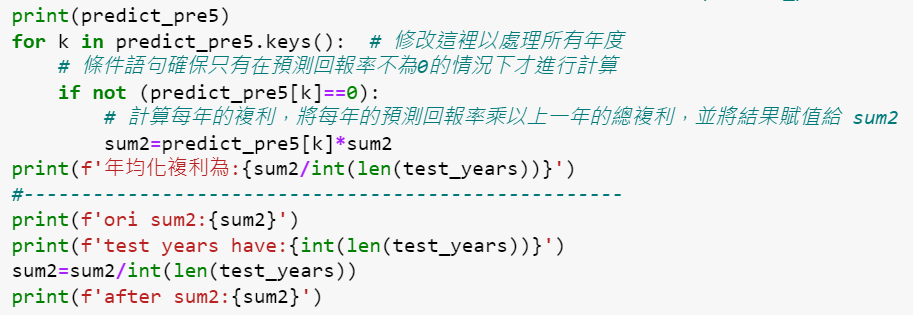 print(predict_pre5)
for k in predict_pre5.keys():  # 修改這裡以處理所有年度
    # 條件語句確保只有在預測回報率不為0的情況下才進行計算
    if not (predict_pre5[k]==0):
        # 計算每年的複利，將每年的預測回報率乘以上一年的總複利，並將結果賦值給 sum2
        sum2=predict_pre5[k]*sum2
print(f'年均化複利為:{sum2/int(len(test_years))}')
#----------------------------------------------------
print(f'ori sum2:{sum2}')
print(f'test years have:{int(len(test_years))}')
sum2=sum2/int(len(test_years))
print(f'after sum2:{sum2}')